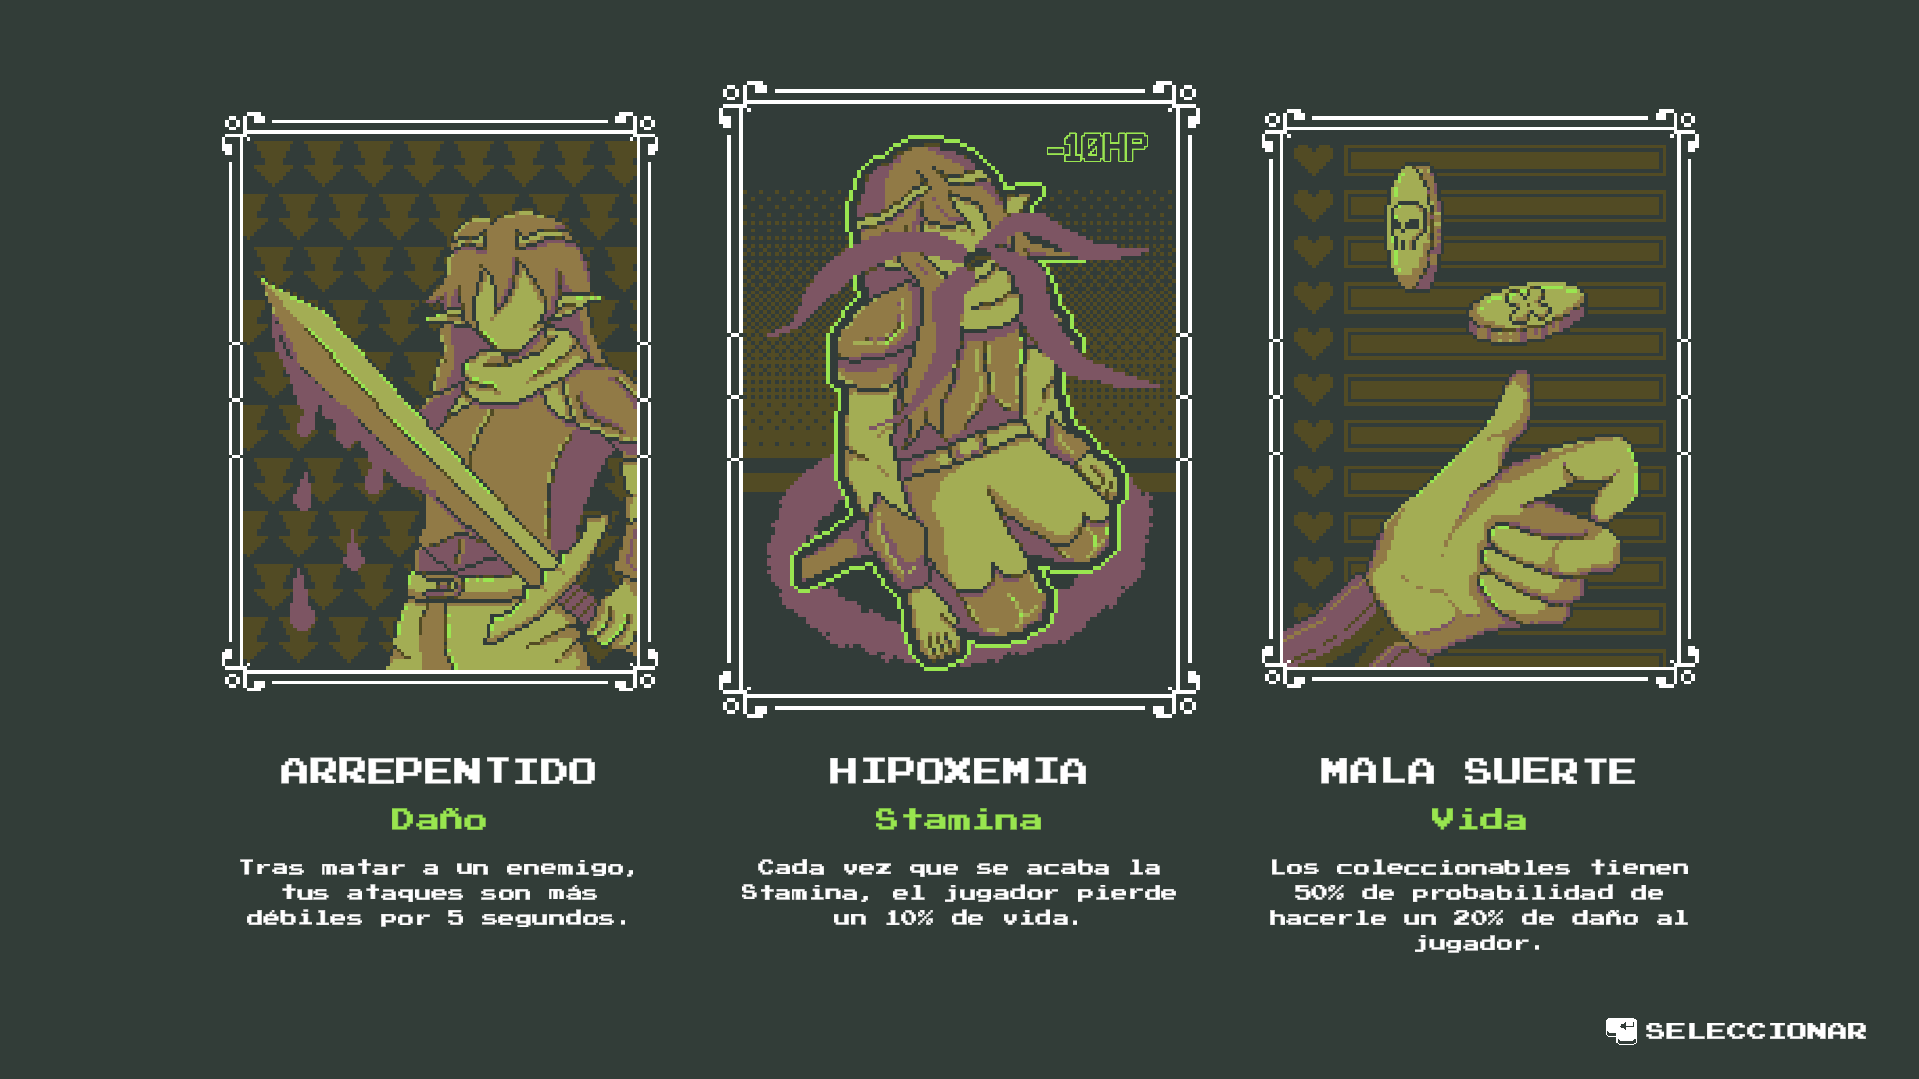 -10HP
ARREPENTIDO
Daño
Tras matar a un enemigo,
tus ataques son más
débiles por 5 segundos.
HIPOXEMIA
Stamina
Cada vez que se acaba la
Stamina, el jugador pierde
un 10% de vida.
MALA SUERTE
Vida
Los coleccionables tienen
50% de probabilidad de
hacerle un 20% de daño al
jugador.
SELECCIONAR